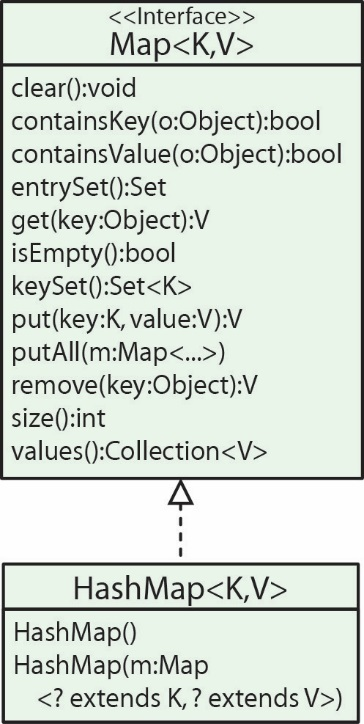 <<Interface>>
Map<K,V>
clear():void
containsKey(o:Object):bool
containsValue(o:Object):bool
entrySet():Set
get(key:Object):V
isEmpty():bool
keySet():Set<K>
put(key:K, value:V):V
putAll(m:Map<...>)
remove(key:Object):V
size():int
values():Collection<V>
HashMap<K,V>
HashMap()
HashMap(m:Map
<? extends K, ? extends V>)